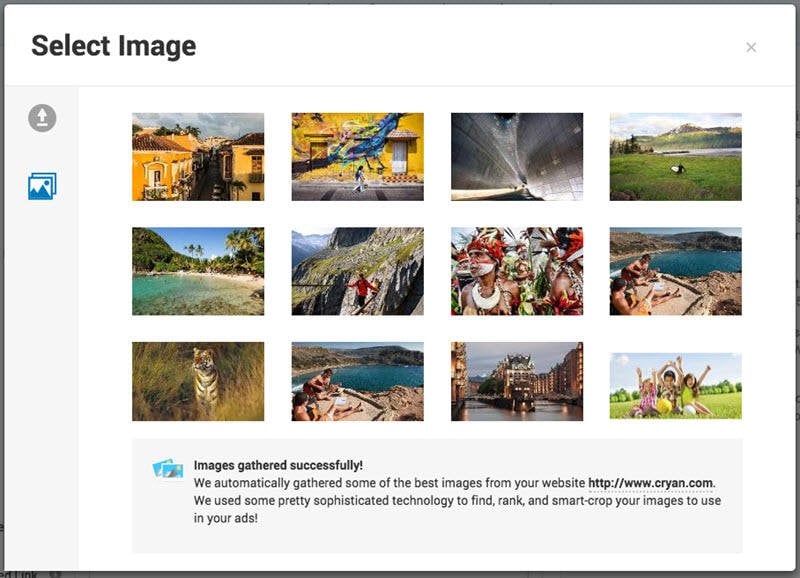 Select Image
×
Images gathered successfully!
We automatically gathered some of the best images from your website http://www.cryan.com.
We used some pretty sophisticated technology to find, rank, and smart-crop your images to use
in your ads!
ed Link